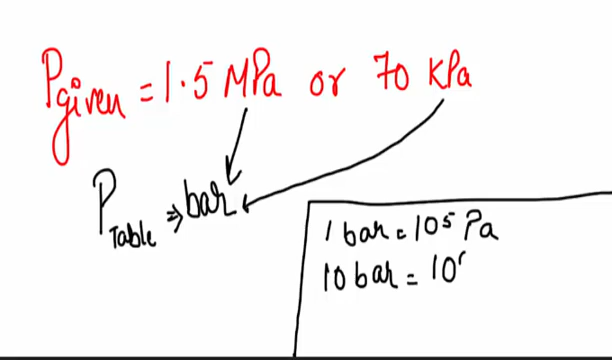 Pgiven = 1.5 MPa or 70 KPa
PTable ⇒ bar
1 bar = 10⁵ Pa
10 bar = 10